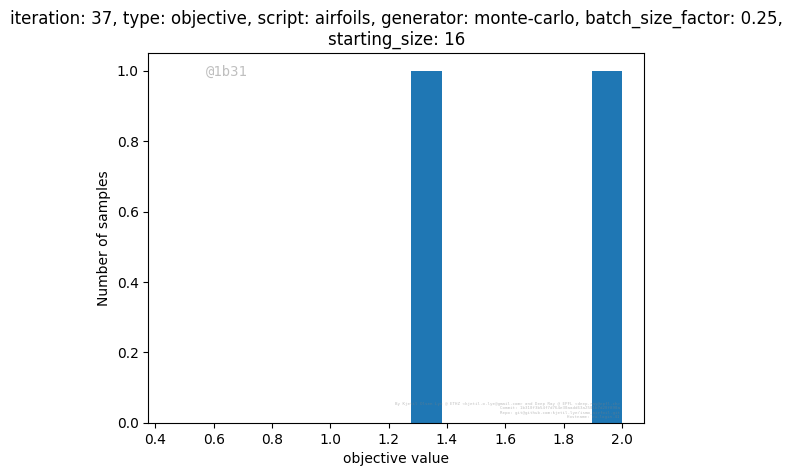 iteration: 37, type: objective, script: airfoils, generator: monte-carlo, batch_size_factor: 0.25,
starting_size: 16
@1b31
1.0
0.8
0.6
0.4
0.2
0.0
Number of samples
0.4 0.6 0.8 1.0 1.2 1.4 1.6 1.8 2.0
objective value